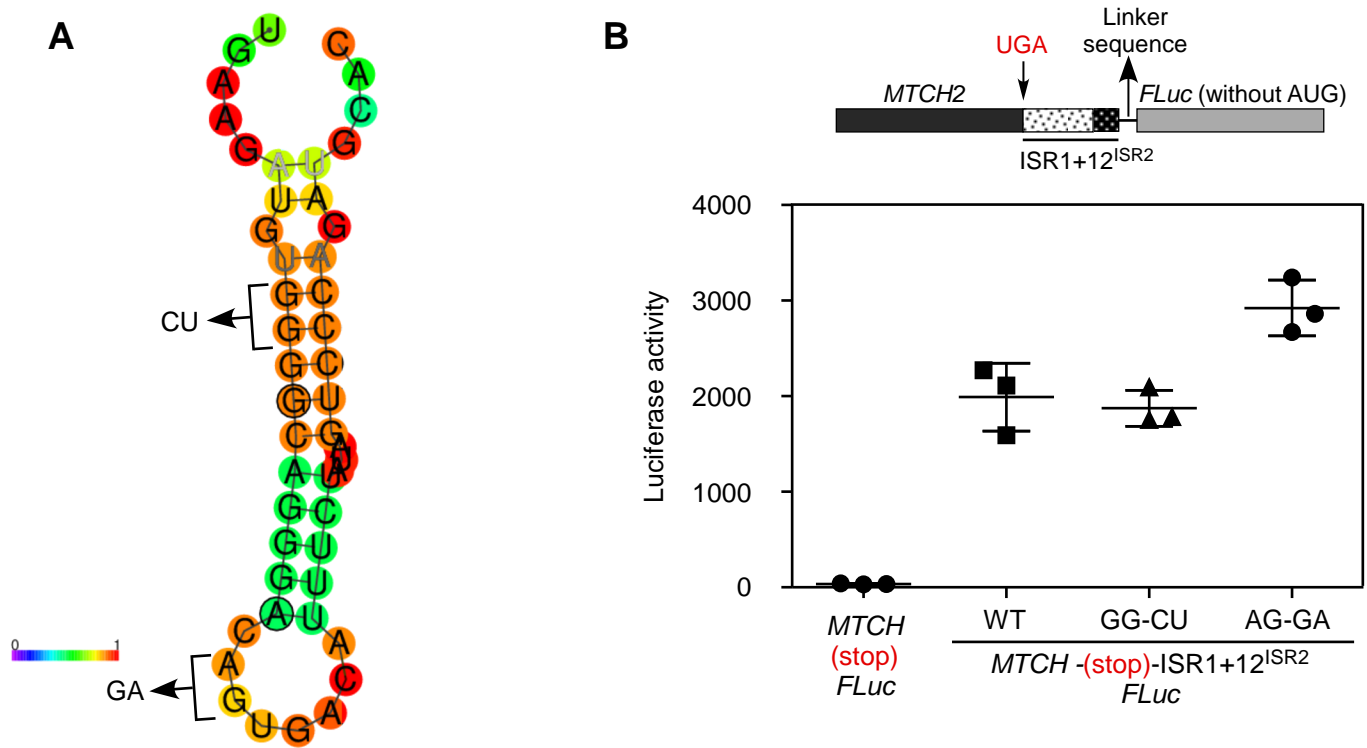 A
U C
G A
A C
A G
G
A U
U A
G G
U A
G C
CU
G C
G C
G U
C G
A U
G C
G U
G U
A U
C A
A C
GA
G A
U G
0 1
B
Linker
sequence
UGA
MTCH2
FLuc (without AUG)
ISR1+12ISR2
Luciferase activity
4000
3000
2000
1000
0
MTCH
(stop)
FLuc
WT GG-CU AG-GA
MTCH -(stop)-ISR1+12ISR2
FLuc